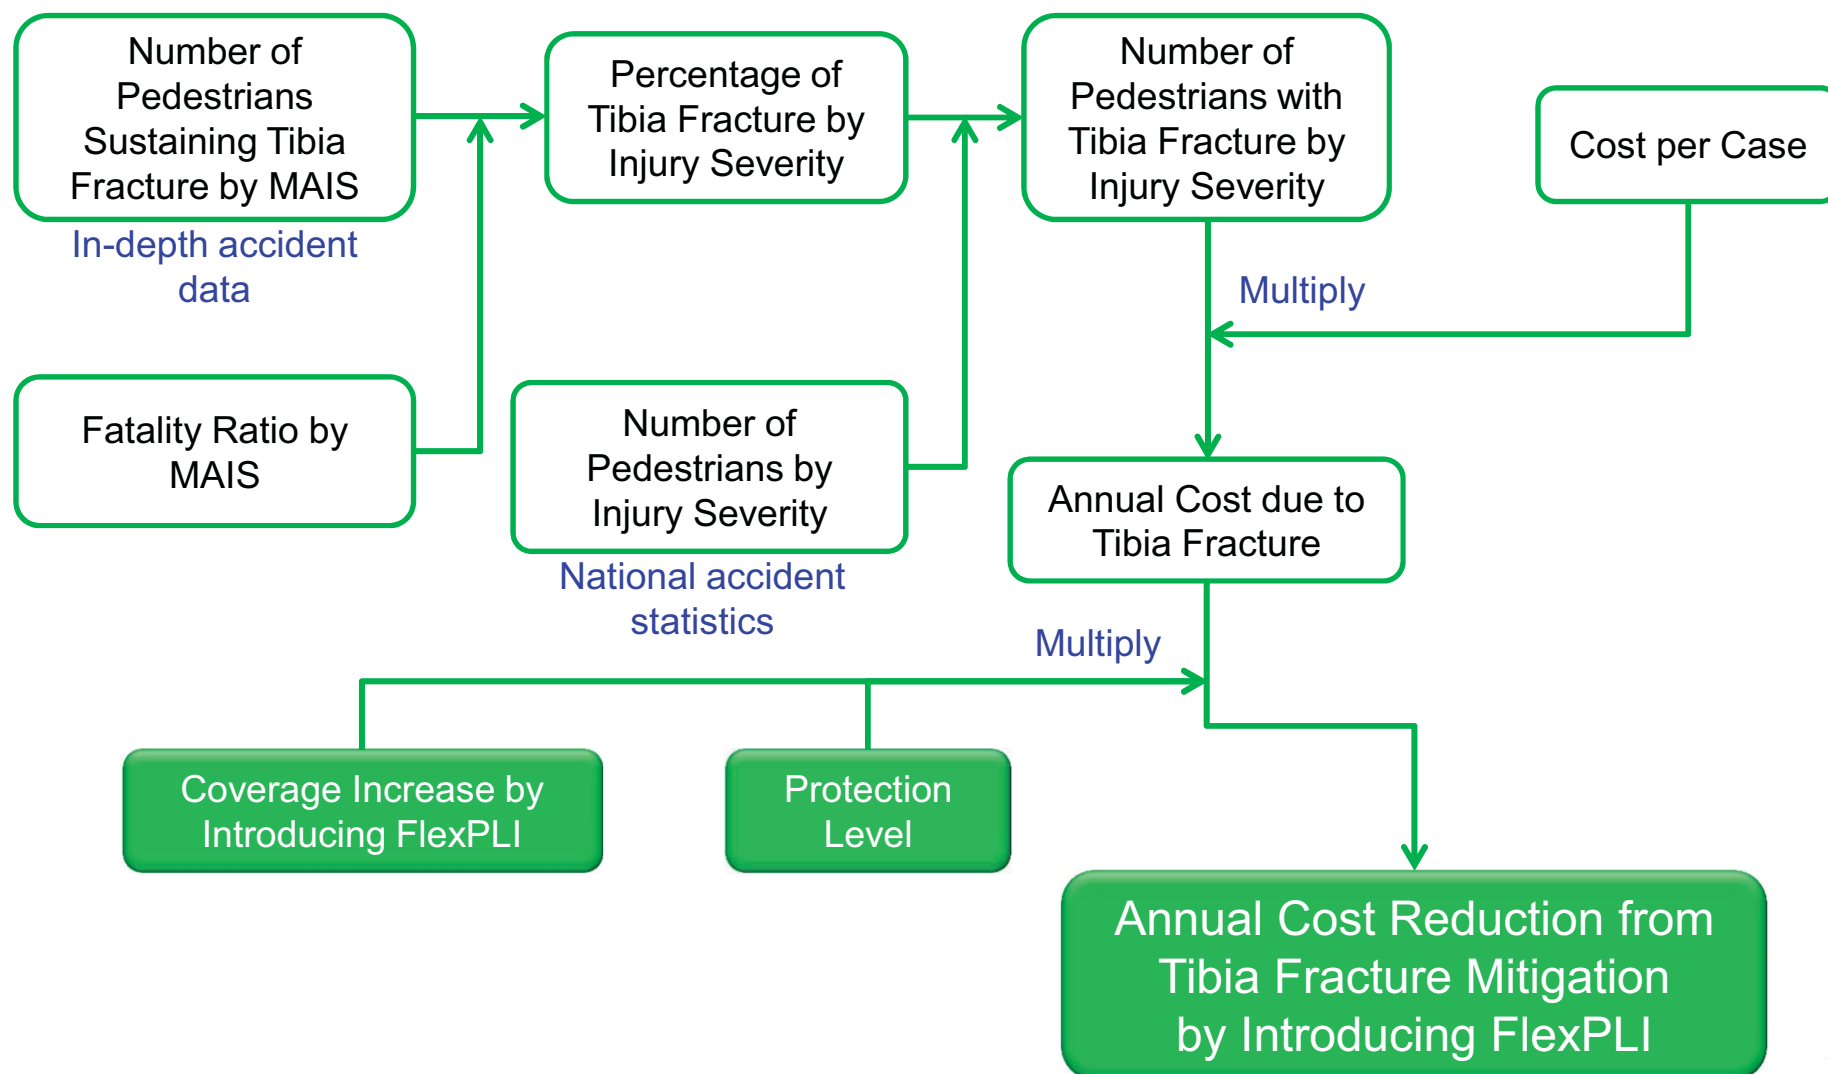 Number of
Pedestrians
Sustaining Tibia
Fracture by MAIS
In-depth accident
data
Percentage of
Tibia Fracture by
Injury Severity
Number of
Pedestrians with
Tibia Fracture by
Injury Severity
Cost per Case
Multiply
Fatality Ratio by
MAIS
Number of
Pedestrians by
Injury Severity
National accident
statistics
Annual Cost due to
Tibia Fracture
Multiply
Coverage Increase by
Introducing FlexPLI
Protection
Level
Annual Cost Reduction from
Tibia Fracture Mitigation
by Introducing FlexPLI